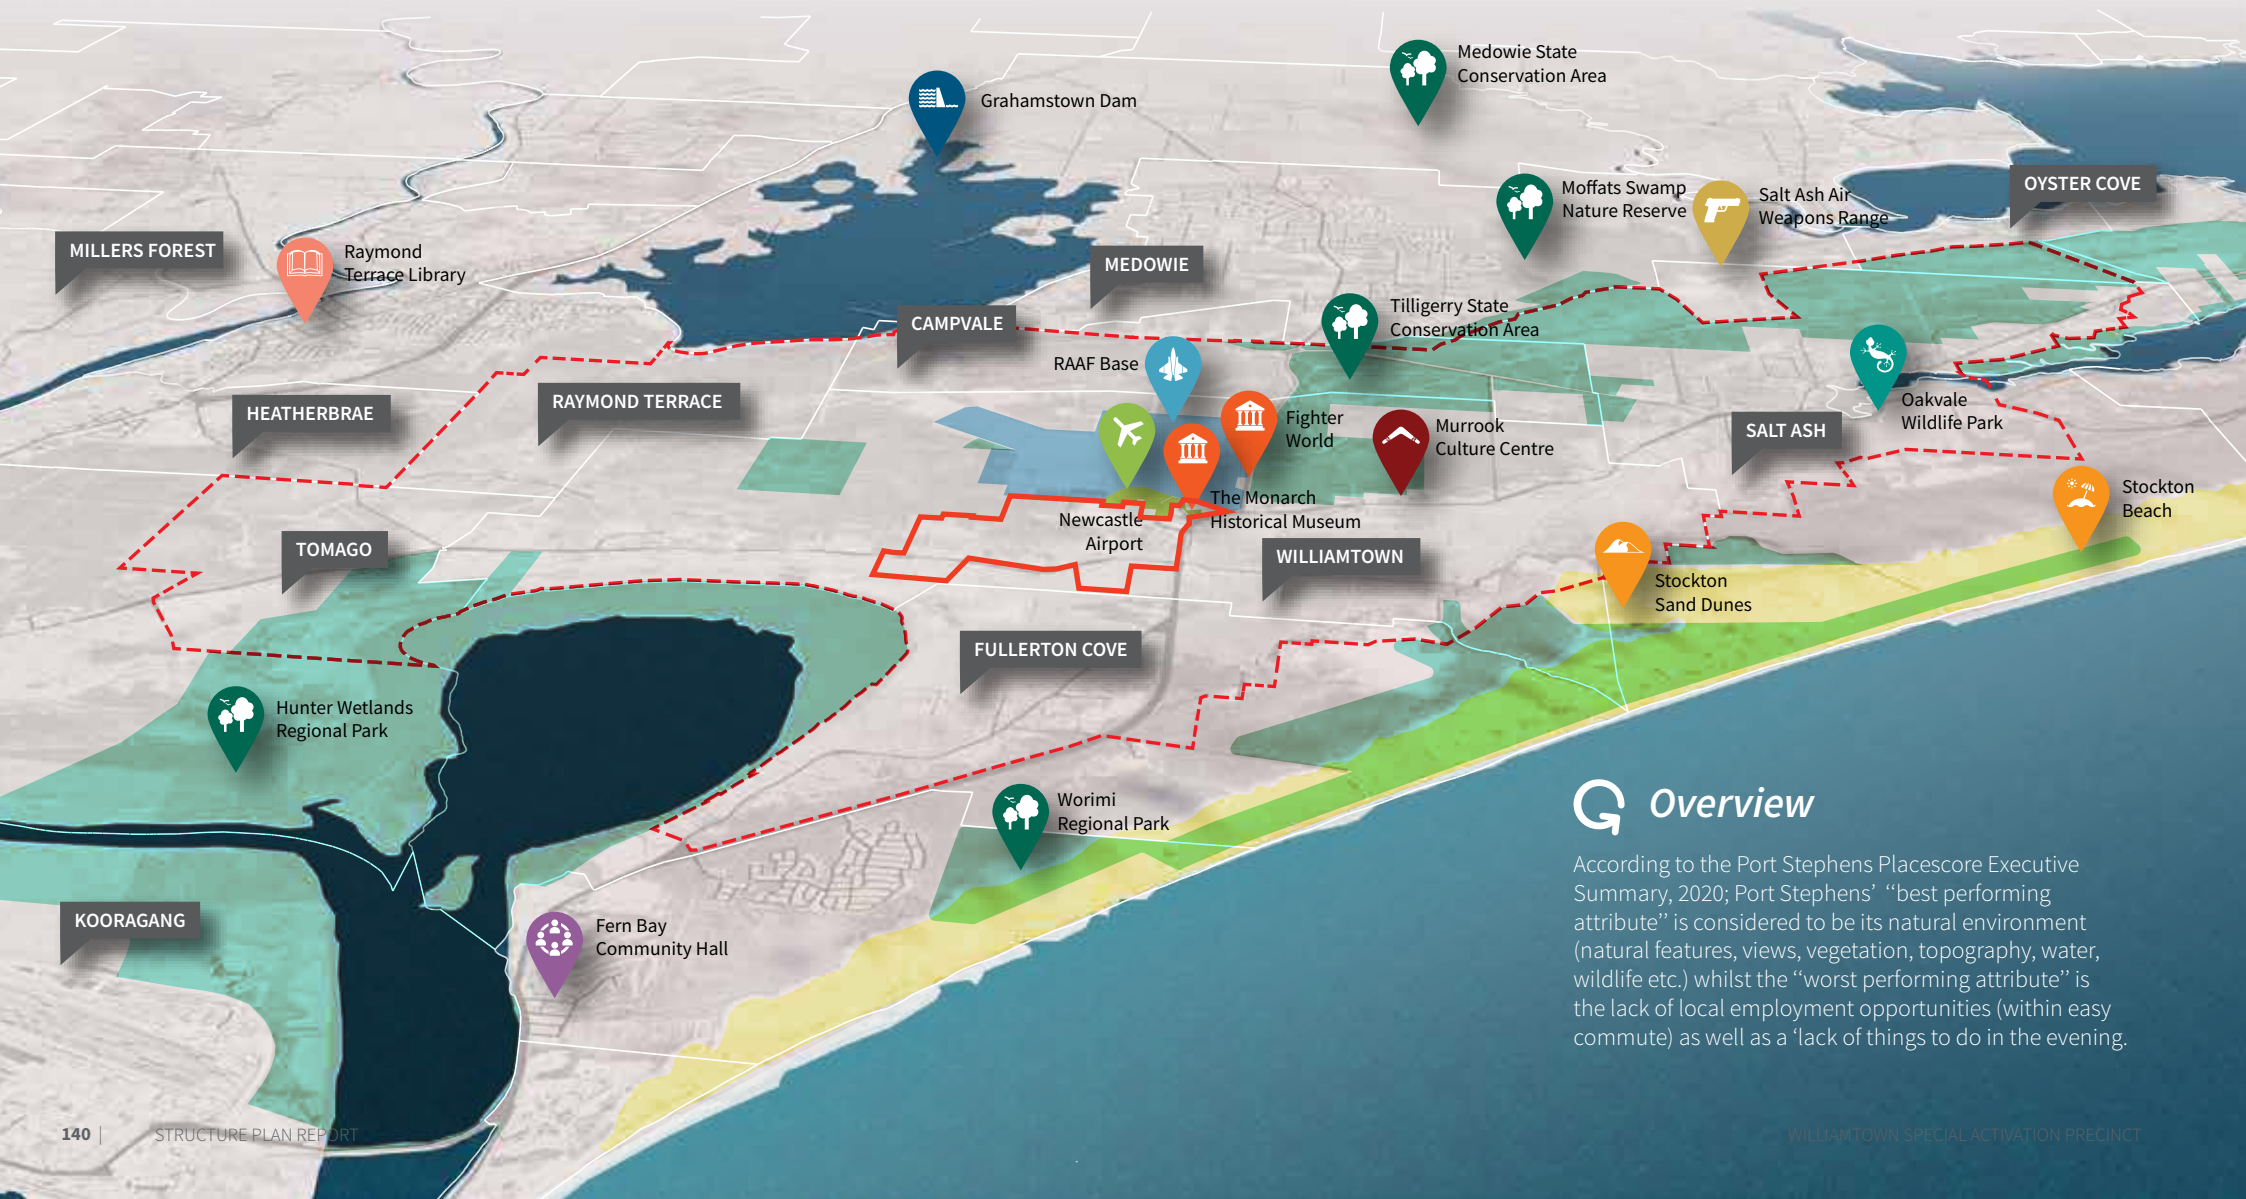 Medowie State
Conservation Area
Grahamstown Dam
Moffats Swamp
Nature Reserve
Salt Ash Air
Weapons Range
OYSTER COVE
MILLERS FOREST
Raymond
Terrace Library
MEDOWIE
CAMPVALE
Tilligerry State
Conservation Area
RAAF Base
HEATHERBRAE
RAYMOND TERRACE
Fighter
World
Murrook
Culture Centre
SALT ASH
Oakvale
Wildlife Park
Stockton
Beach
The Monarch
Historical Museum
Newcastle
Airport
TOMAGO
WILLIAMTOWN
Stockton
Sand Dunes
FULLERTON COVE
Hunter Wetlands
Regional Park
Worimi
Regional Park
KOORAGANG
Fern Bay
Community Hall
Overview
According to the Port Stephens Placescore Executive
Summary, 2020; Port Stephens’ “best performing
attribute” is considered to be its natural environment
(natural features, views, vegetation, topography, water,
wildlife etc.) whilst the “worst performing attribute” is
the lack of local employment opportunities (within easy
commute) as well as a ‘lack of things to do in the evening.
140 | STRUCTURE PLAN REPORT
WILLIAMTOWN SPECIAL ACTIVATION PRECINCT